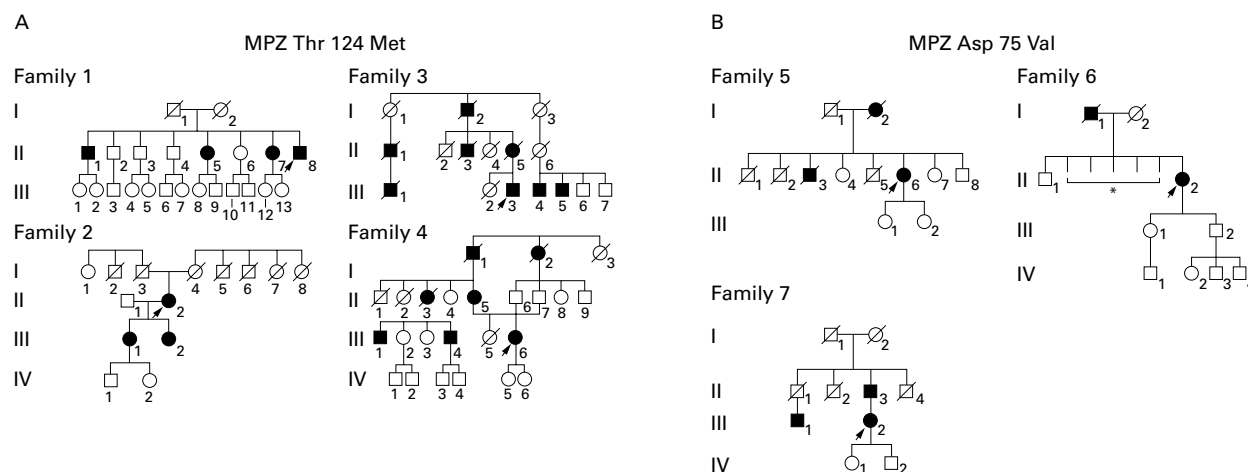 A
MPZ Thr 124 Met
Family 1
I
1 2
II
1 2 3 4 5 6 7 8
III
1 2 3 4 5 6 7 8 9 10 11 12 13
Family 2
I
1 2 3 4 5 6 7 8
II
1 2
III
1 2
IV
1 2
Family 3
I
1 2 3
II
1 2 3 4 5 6
III
1 2 3 4 5 6 7
Family 4
I
1 2 3
II
1 2 3 4 5 6 7 8 9
III
1 2 3 4 5 6
IV
1 2 3 4 5 6
B
MPZ Asp 75 Val
Family 5
I
1 2
II
1 2 3 4 5 6 7 8
III
1 2
Family 6
I
1 2
II
1 * 2
III
1 2
IV
1 2 3
Family 7
I
1 2
II
1 2 3 4
III
1 2
IV
1 2